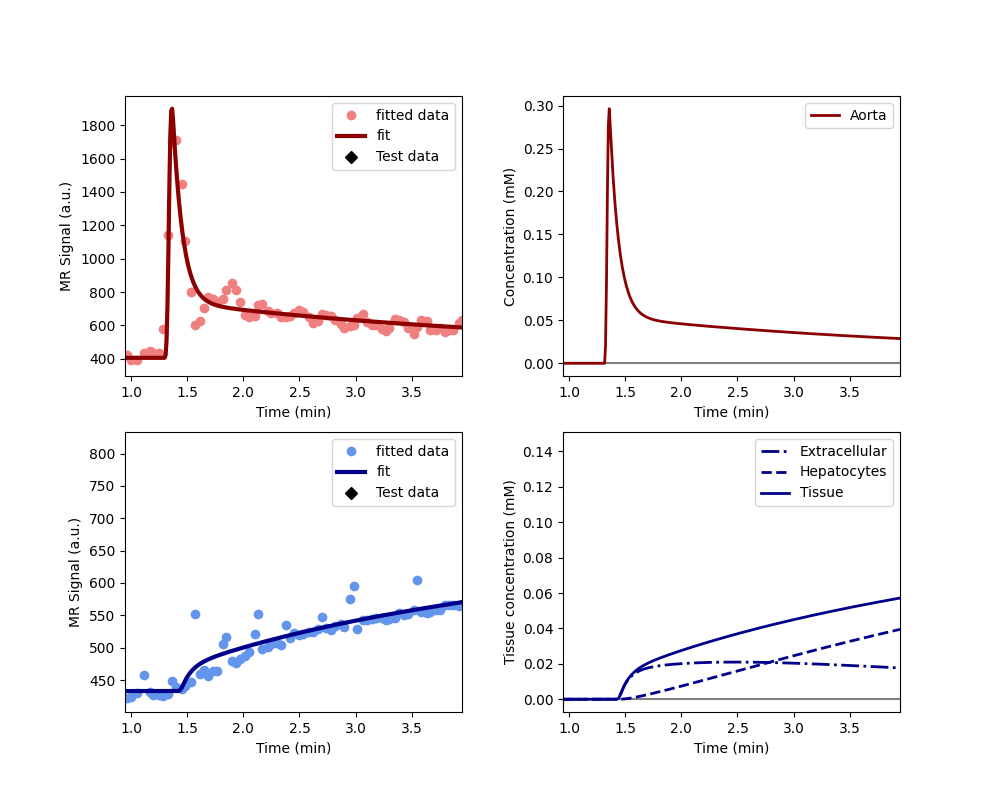 MR Signal (a.u.)
1800
1600
1400
1200
1000
800
600
400
1.0 1.5 2.0 2.5 3.0 3.5
Time (min)
fitted data
fit
Test data
Concentration (mM)
0.30
0.25
0.20
0.15
0.10
0.05
0.00
1.0 1.5 2.0 2.5 3.0 3.5
Time (min)
Aorta
MR Signal (a.u.)
800
750
700
650
600
550
500
450
1.0 1.5 2.0 2.5 3.0 3.5
Time (min)
fitted data
fit
Test data
Tissue concentration (mM)
0.14
0.12
0.10
0.08
0.06
0.04
0.02
0.00
1.0 1.5 2.0 2.5 3.0 3.5
Time (min)
Extracellular
Hepatocytes
Tissue